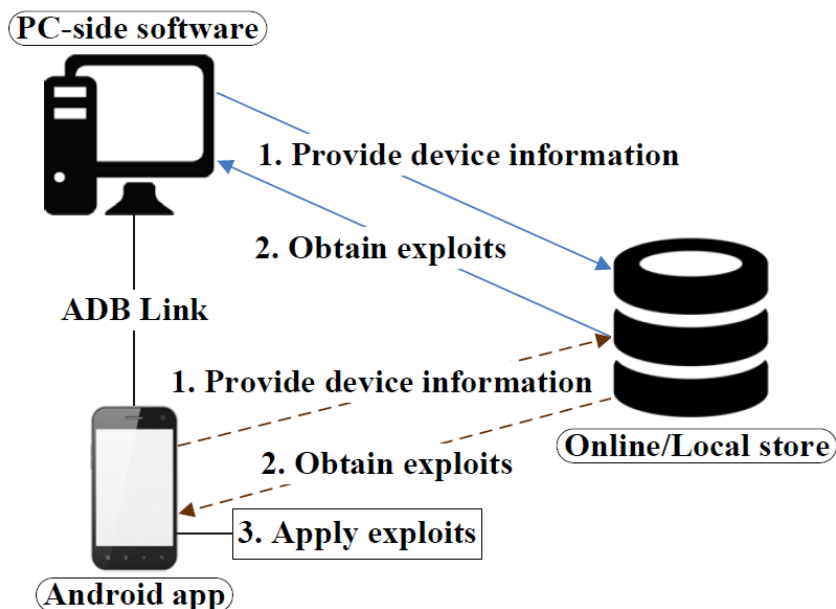 PC-side software
1. Provide device information
2. Obtain exploits
ADB Link
1. Provide device information
Online/Local store
2. Obtain exploits
3. Apply exploits
Android app